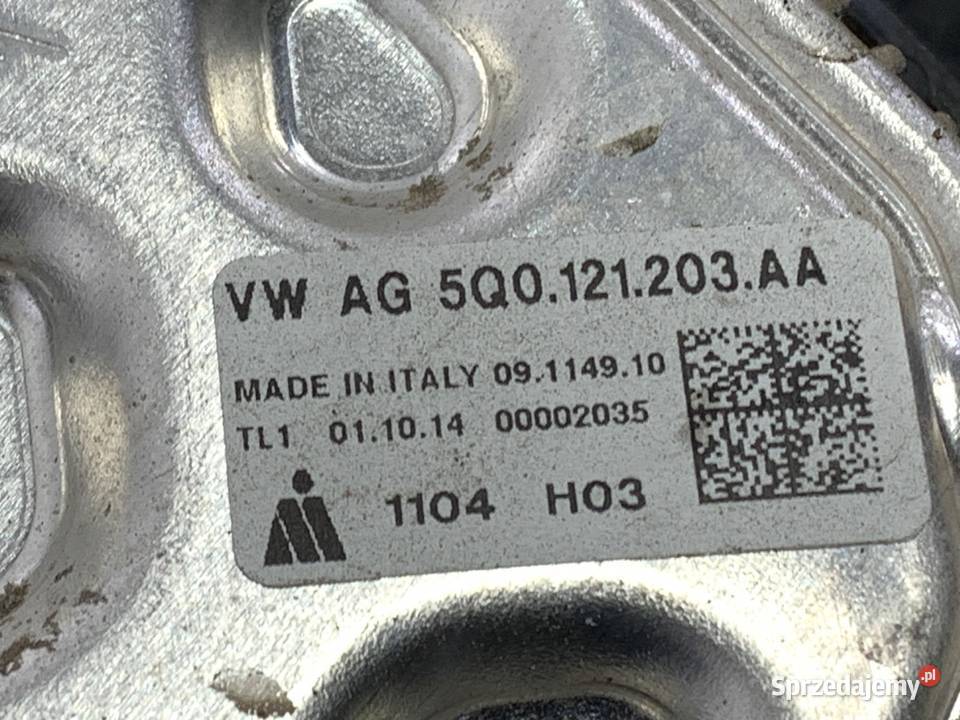 VW AG 5Q0.121.203.AA
MADE IN ITALY 09.1149.10
TL1 01.10.14 00002035
1104 H03
Sprzedajemy.pl